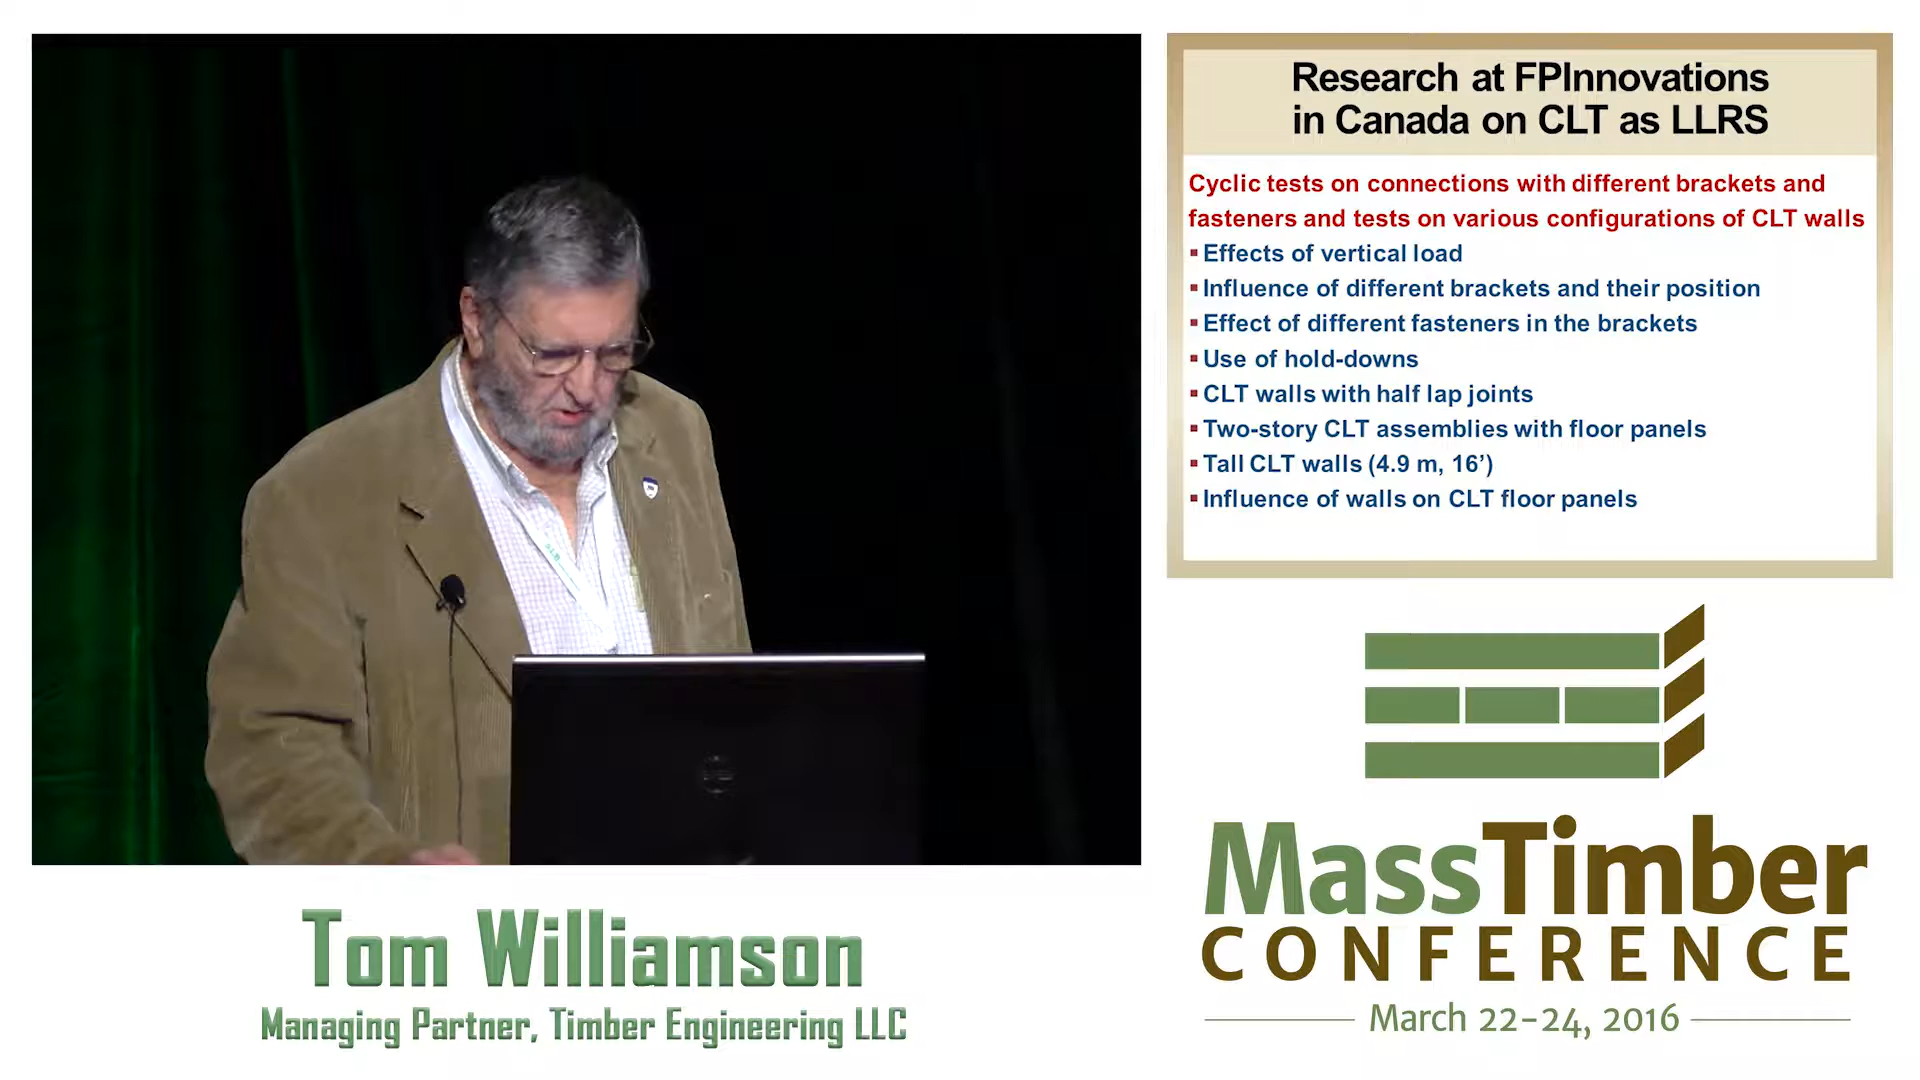 Research at FPInnovations
in Canada on CLT as LLRS
Cyclic tests on connections with different brackets and
fasteners and tests on various configurations of CLT walls
▪Effects of vertical load
▪Influence of different brackets and their position
▪Effect of different fasteners in the brackets
▪Use of hold-downs
▪CLT walls with half lap joints
▪Two-story CLT assemblies with floor panels
▪Tall CLT walls (4.9 m, 16’)
▪Influence of walls on CLT floor panels
MassTimber
CONFERENCE
March 22-24, 2016
Tom Williamson
Managing Partner, Timber Engineering LLC